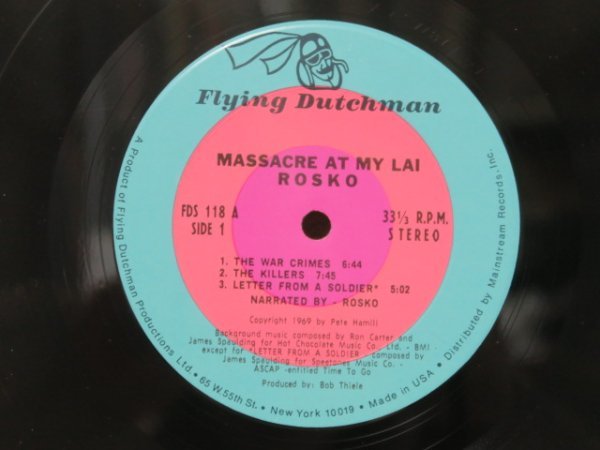 Flying Dutchman
MASSACRE AT MY LAI
ROSKO
FDS 118 A
SIDE 1
33⅓ R.P.M.
STEREO
1. THE WAR CRIMES 6:44
2. THE KILLERS 7:45
3. LETTER FROM A SOLDIER* 5:02
NARRATED BY - ROSKO
Copyright 1969 by Pete Hamill
Background music composed by Ron Carter and
James Spaulding for Hot Chocolate Music Co., Ltd. - BMI -
except for *LETTER FROM A SOLDIER - composed by
James Spaulding for Speetones Music Co. -
ASCAP -entitled Time To Go
Produced by: Bob Thiele
A Product of Flying Dutchman Productions Ltd. • 65 W. 55th St. • New York 10019 • Made in USA • Distributed by Mainstream Records, Inc.